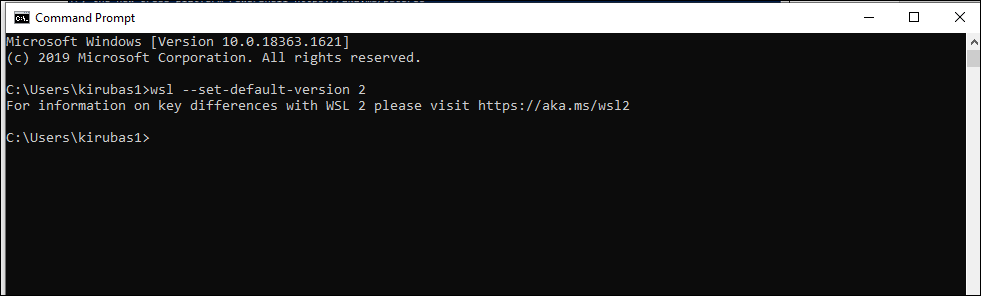 Command Prompt
Microsoft Windows [Version 10.0.18363.1621]
(c) 2019 Microsoft Corporation. All rights reserved.
C:\Users\kirubas1>wsl --set-default-version 2
For information on key differences with WSL 2 please visit https://aka.ms/wsl2
C:\Users\kirubas1>